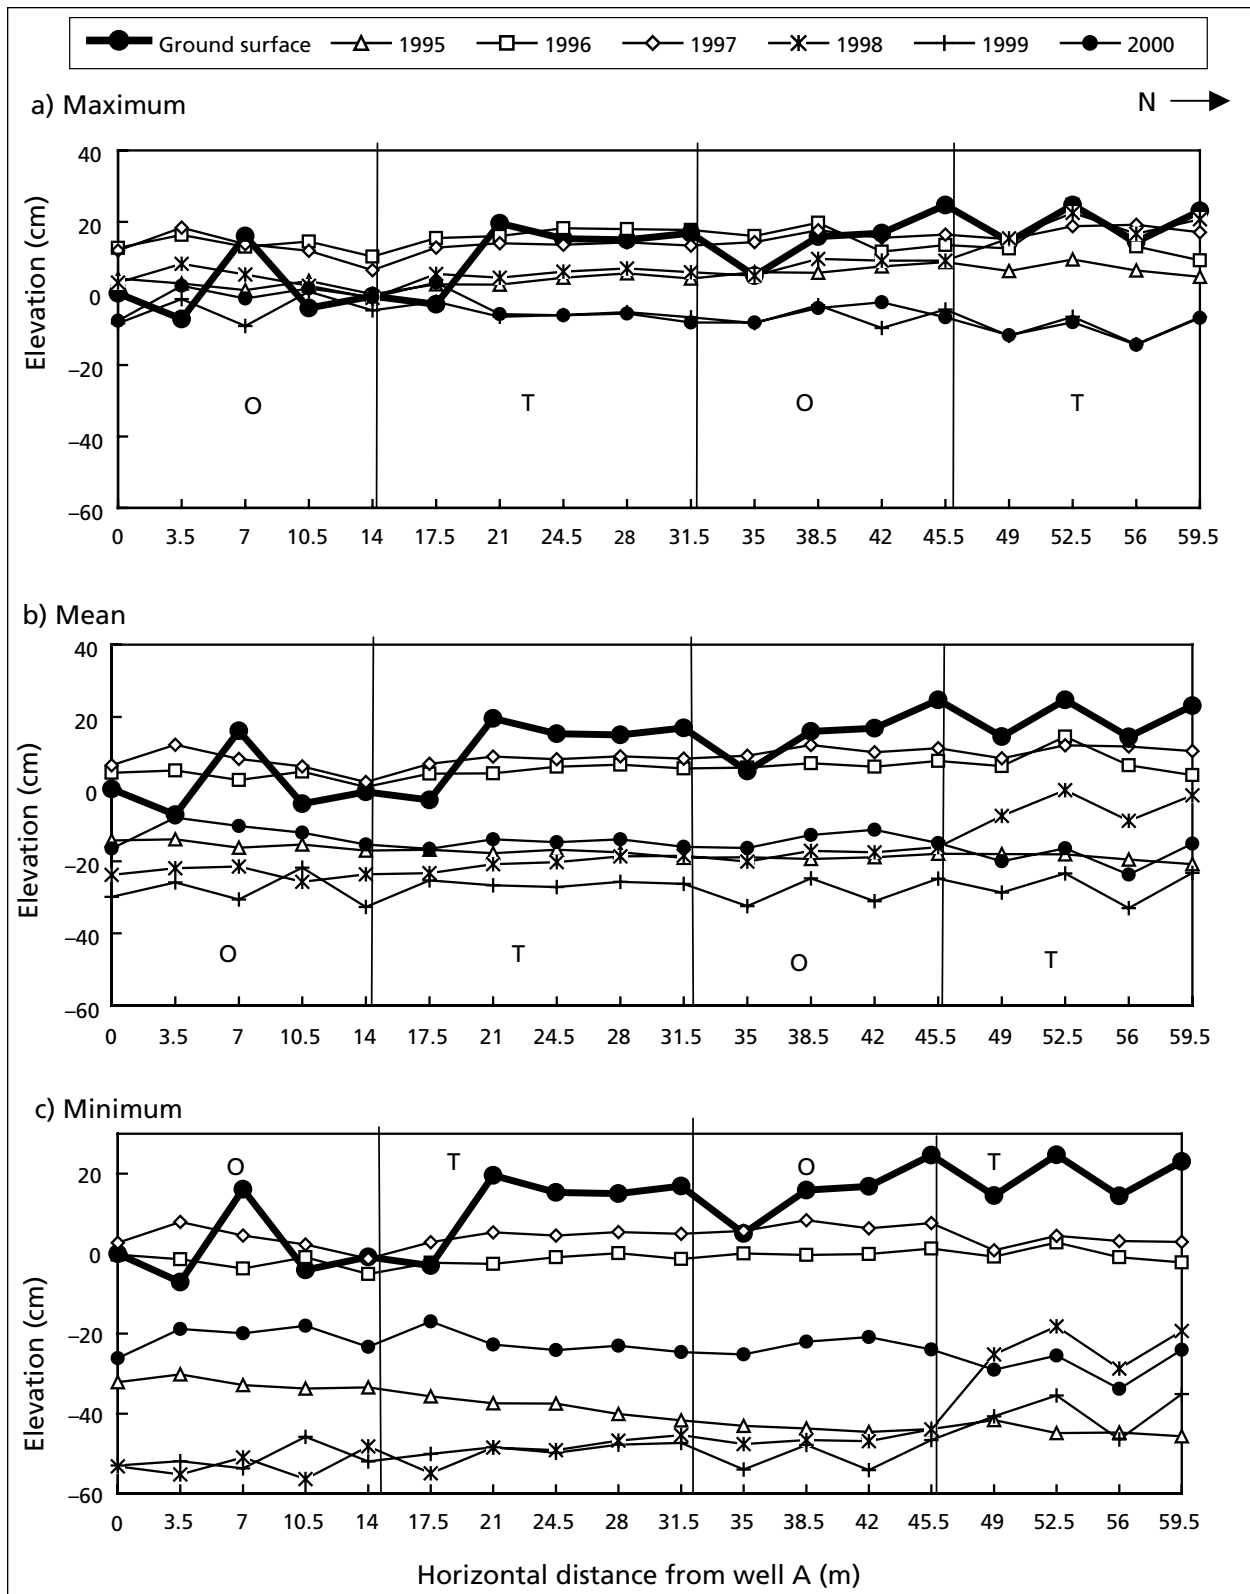 Ground surface 1995 1996 1997 1998 1999 2000
a) Maximum
N
40
20
0
–20
–40
–60
Elevation (cm)
O T O T
0 3.5 7 10.5 14 17.5 21 24.5 28 31.5 35 38.5 42 45.5 49 52.5 56 59.5
b) Mean
40
20
0
–20
–40
–60
Elevation (cm)
O T O T
0 3.5 7 10.5 14 17.5 21 24.5 28 31.5 35 38.5 42 45.5 49 52.5 56 59.5
c) Minimum
O T O T
20
0
–20
–40
–60
Elevation (cm)
0 3.5 7 10.5 14 17.5 21 24.5 28 31.5 35 38.5 42 45.5 49 52.5 56 59.5
Horizontal distance from well A (m)